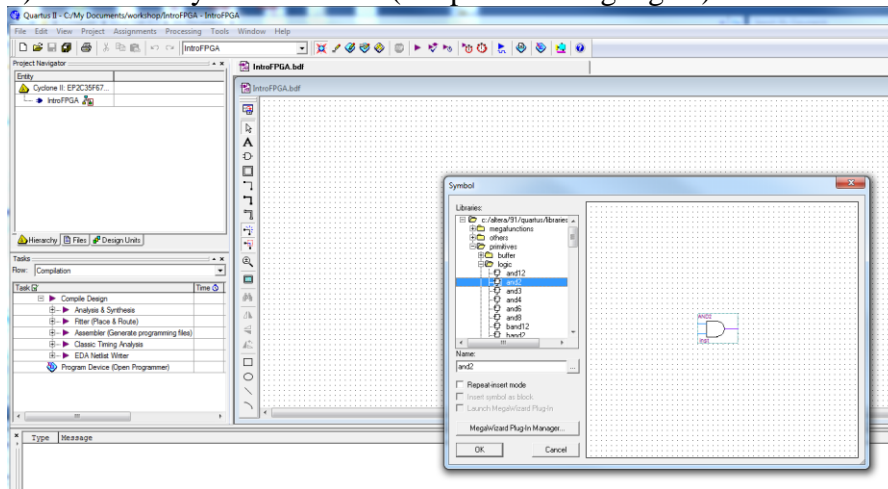 Quartus II - C:/My Documents/workshop/IntroFPGA - IntroFPGA
File Edit View Project Assignments Processing Tools Window Help
IntroFPGA
Project Navigator
Entity
Cyclone II: EP2C35F67...
IntroFPGA
Hierarchy Files Design Units
Tasks
Flow: Compilation
Task Time
Compile Design
Analysis & Synthesis
Fitter (Place & Route)
Assembler (Generate programming files)
Classic Timing Analysis
EDA Netlist Writer
Program Device (Open Programmer)
Type Message
IntroFPGA.bdf
IntroFPGA.bdf
Symbol
Libraries:
c:/altera/91/quartus/libraries
megafunctions
others
primitives
buffer
logic
and12
and2
and3
and4
and6
and8
band12
band2
Name:
and2
...
Repeat-insert mode
Insert symbol as block
Launch MegaWizard Plug-In
MegaWizard Plug-In Manager...
OK Cancel
AND2
inst